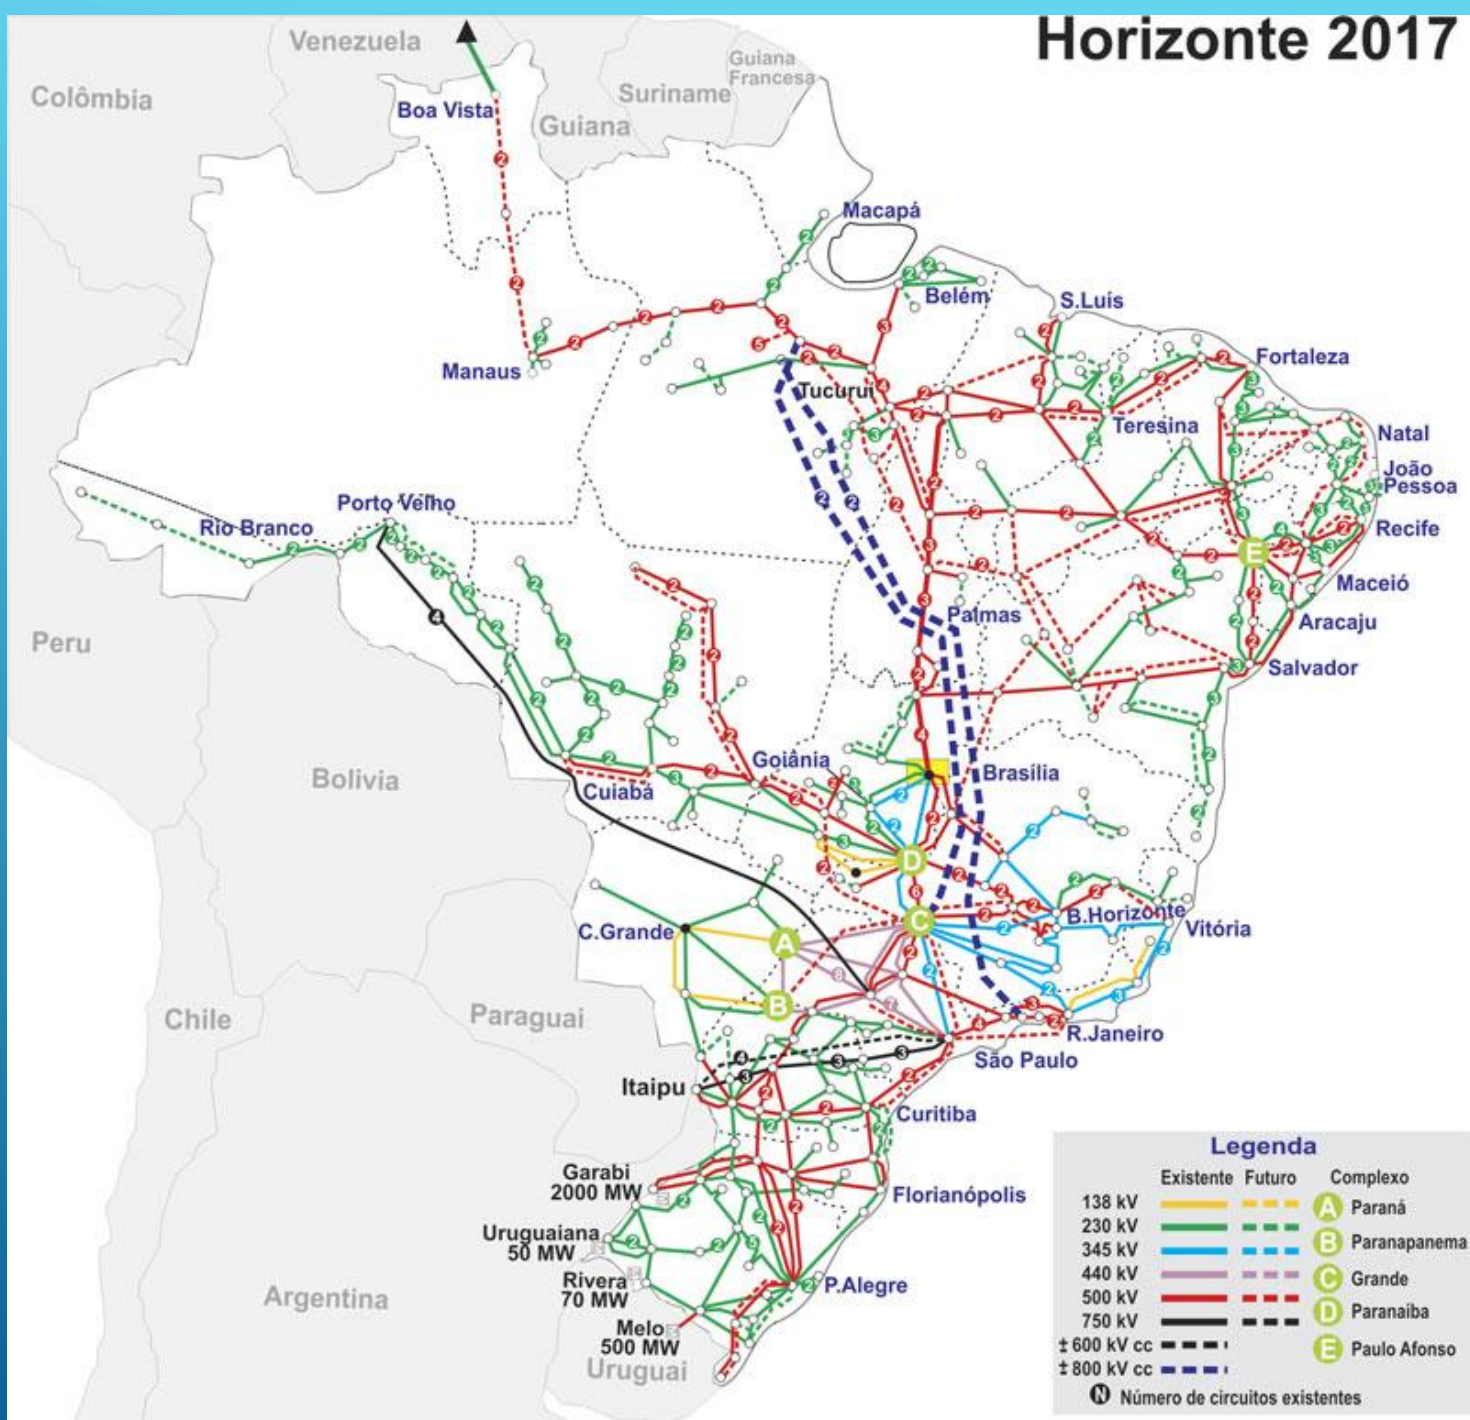 Horizonte 2017
Venezuela
Guiana
Francesa
Suriname
Colômbia
Boa Vista
Guiana
Macapá
Belém
S.Luís
Manaus
Fortaleza
Tucuruí
Teresina
Natal
João
Pessoa
Porto Velho
Rio Branco
Recife
E
Maceió
Palmas
Aracaju
Peru
Salvador
Goiânia
Brasília
Bolivia
Cuiabá
D
B.Horizonte
C
Vitória
C.Grande
A
B
Chile
Paraguai
R.Janeiro
São Paulo
Itaipu
Curitiba
Garabi
2000 MW
Florianópolis
Uruguaiana
50 MW
Rivera
70 MW
P.Alegre
Argentina
Melo
500 MW
Uruguai
Legenda
Existente Futuro Complexo
138 kV A Paraná
230 kV
345 kV B Paranapanema
440 kV C Grande
500 kV
750 kV D Paranaiba
± 600 kV cc E Paulo Afonso
± 800 kV cc
N Número de circuitos existentes